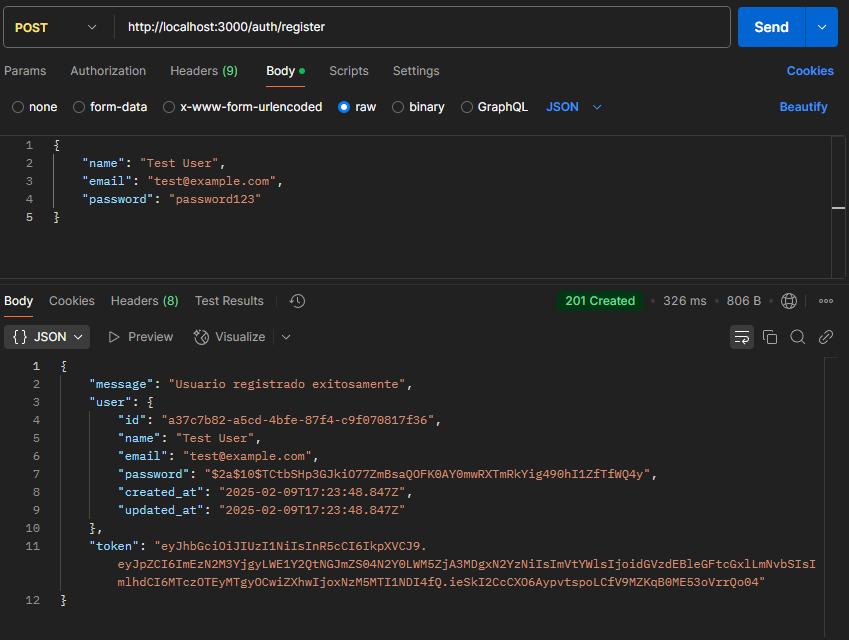 POST http://localhost:3000/auth/register Send
Params Authorization Headers (9) Body Scripts Settings Cookies
none form-data x-www-form-urlencoded raw binary GraphQL JSON Beautify
1 {
2 "name": "Test User",
3 "email": "test@example.com",
4 "password": "password123"
5 }
Body Cookies Headers (8) Test Results 201 Created • 326 ms • 806 B •
{} JSON Preview Visualize
1 {
2 "message": "Usuario registrado exitosamente",
3 "user": {
4 "id": "a37c7b82-a5cd-4bfe-87f4-c9f070817f36",
5 "name": "Test User",
6 "email": "test@example.com",
7 "password": "$2a$10$TCtbSHp3GJkiO77ZmBsaQOFK0AY0mwRXTmRkYig490hI1ZfTfWQ4y",
8 "created_at": "2025-02-09T17:23:48.847Z",
9 "updated_at": "2025-02-09T17:23:48.847Z"
10 },
11 "token": "eyJhbGciOiJIUzI1NiIsInR5cCI6IkpXVCJ9.
eyJpZCI6ImEzN2M3YjgyLWE1Y2QtNGJmZS04N2Y0LWM5ZjA3MDgxN2YzNiIsImVtYWlsIjoidGVzdEBleGFtcGxlLmNvbSIsI
mlhdCI6MTczOTEyMTgyOCwiZXhwIjoxNzM5MTI1NDI4fQ.ieSkI2CcCXO6AypvtspoLCfV9MZKqB0ME53oVrrQo04"
12 }